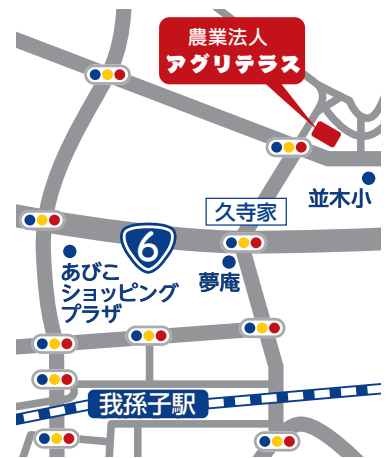 農業法人
アグリテラス
並木小
久寺家
6
夢庵
あびこ
ショッピング
プラザ
我孫子駅